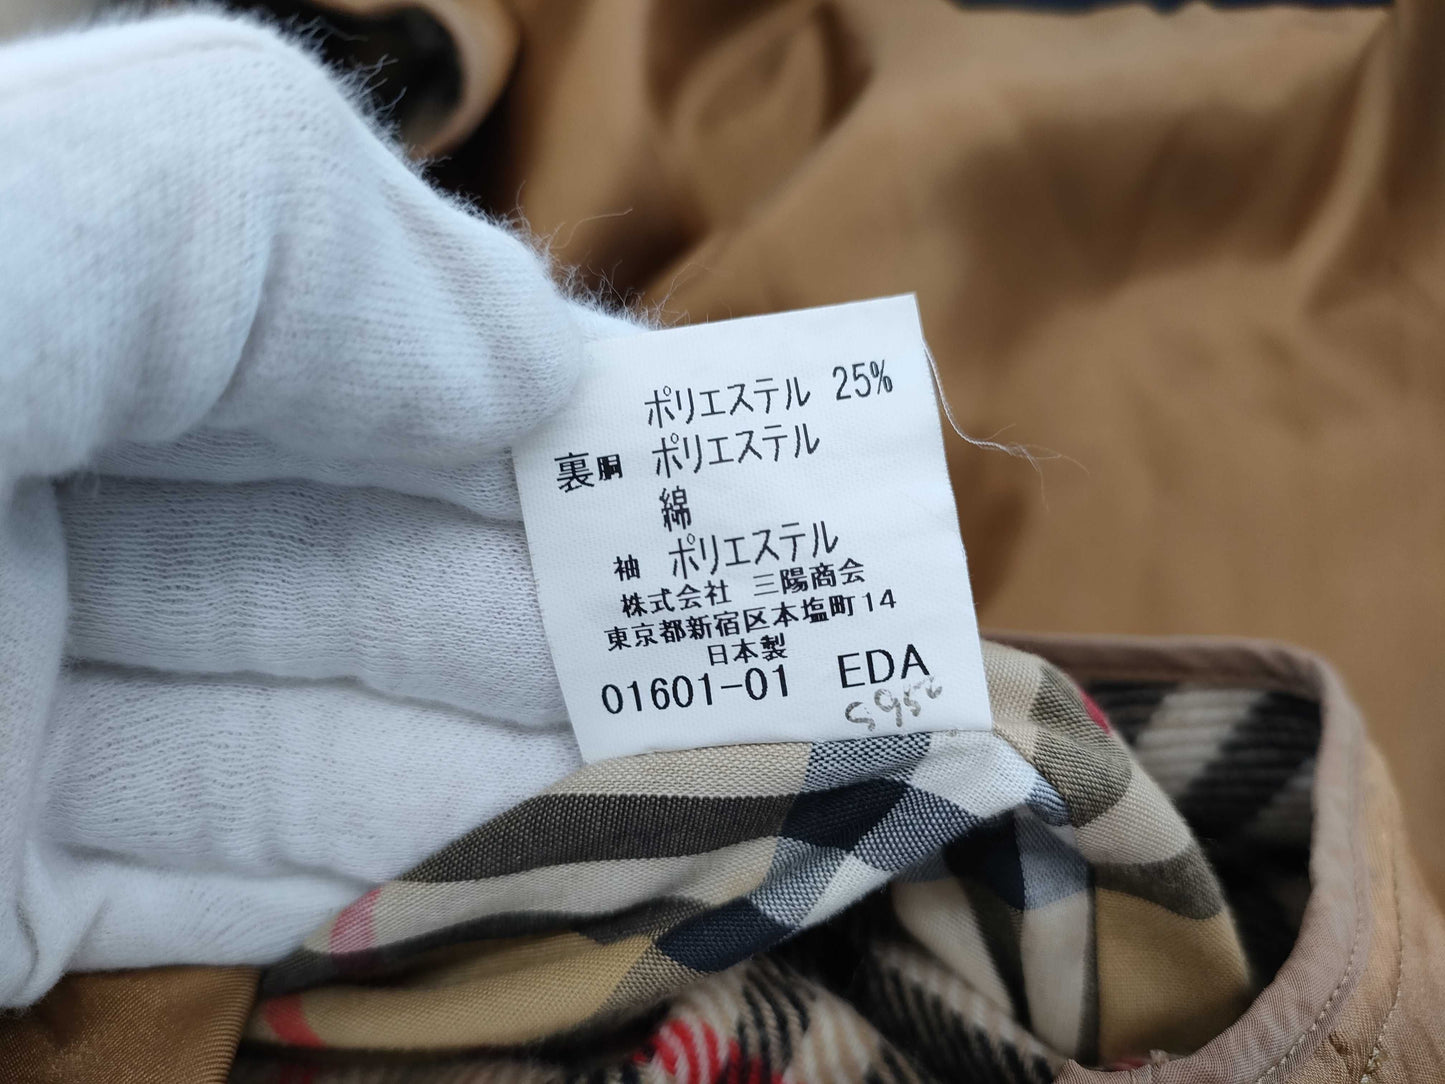 ポリエステル 25%
裏胴 ポリエステル
綿
袖 ポリエステル
株式会社 三陽商会
東京都新宿区本塩町14
日本製
01601-01 EDA